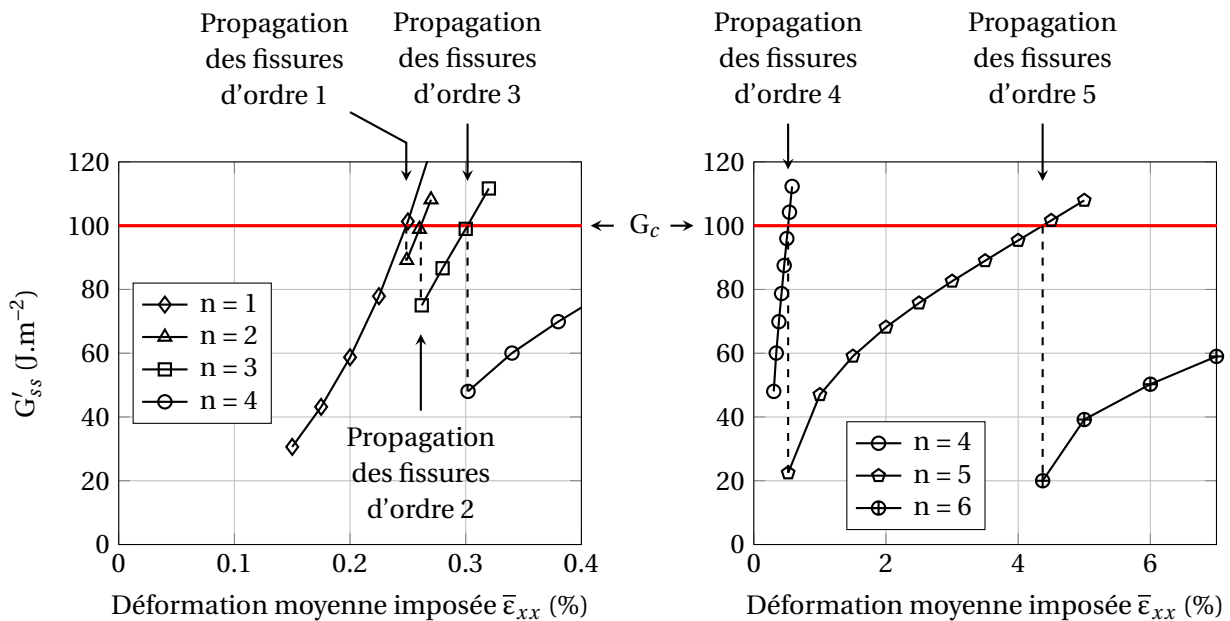 Propagation
des fissures
d'ordre 1
Propagation
des fissures
d'ordre 3
Propagation
des fissures
d'ordre 4
Propagation
des fissures
d'ordre 5
G′ss (J.m−2)
120
100
80
60
40
20
0
0
0.1
0.2
0.3
0.4
n = 1
n = 2
n = 3
n = 4
Propagation
des fissures
d'ordre 2
Déformation moyenne imposée ε̅xx (%)
Gc
120
100
80
60
40
20
0
0
2
4
6
n = 4
n = 5
n = 6
Déformation moyenne imposée ε̅xx (%)